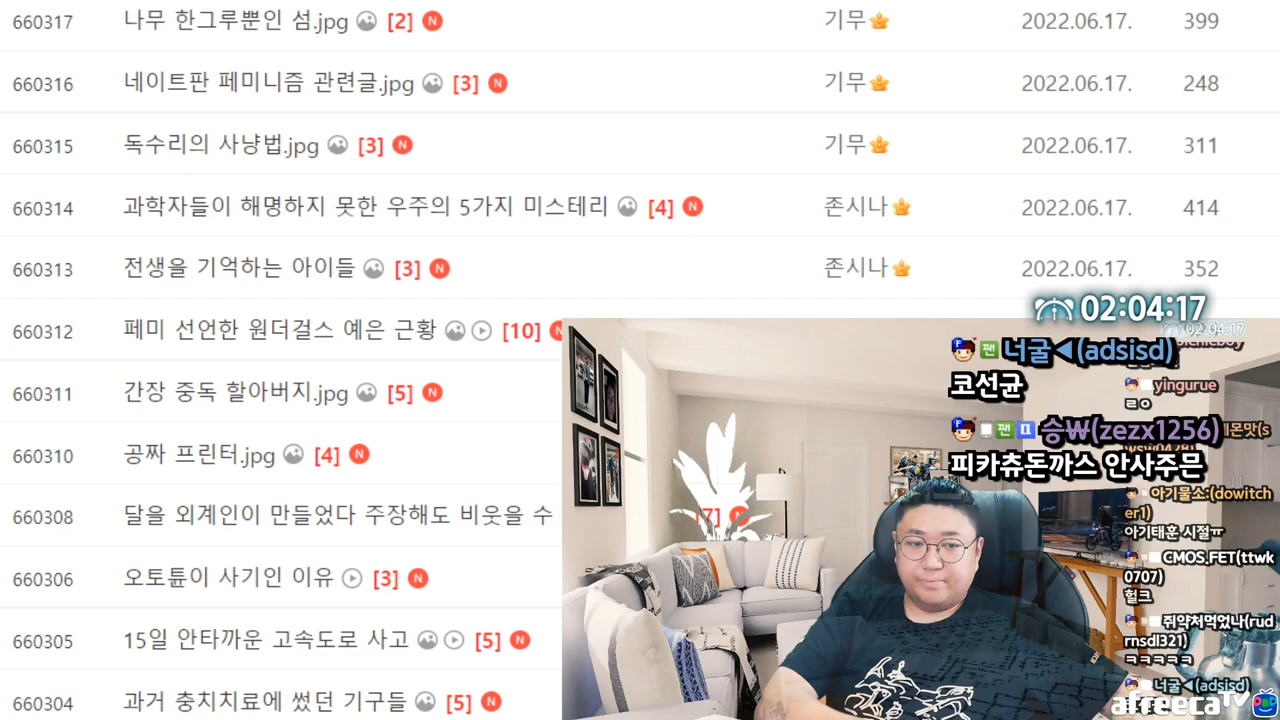 660317 나무 한그루뿐인 섬.jpg [2] N 기무 2022.06.17. 399
660316 네이트판 페미니즘 관련글.jpg [3] N 기무 2022.06.17. 248
660315 독수리의 사냥법.jpg [3] N 기무 2022.06.17. 311
660314 과학자들이 해명하지 못한 우주의 5가지 미스테리 [4] N 존시나 2022.06.17. 414
660313 전생을 기억하는 아이들 [3] N 존시나 2022.06.17. 352
02:04:17
02:04:17
660312 페미 선언한 원더걸스 예은 근황 [10] N
660311 간장 중독 할아버지.jpg [5] N
660310 공짜 프린터.jpg [4] N
660308 달을 외계인이 만들었다 주장해도 비웃을 수
7] N
660306 오토튠이 사기인 이유 [3] N
660305 15일 안타까운 고속도로 사고 [5] N
660304 과거 충치치료에 썼던 기구들 [5] N
F 팬 너굴◀(adsisd)
코선균
F 팬 승₩(zezx1256)
피카츄돈까스 안사주믄
yingurue
ㄹㅇ
아기물소:(dowitch
er1)
아기태훈 시절ㅠ
CMOS.FET(ttwk
0707)
헐크
쥐약처먹었나(rud
rnsdl321)
ㅋㅋㅋㅋㅋ
너굴◀(adsisd)
afreecaTV